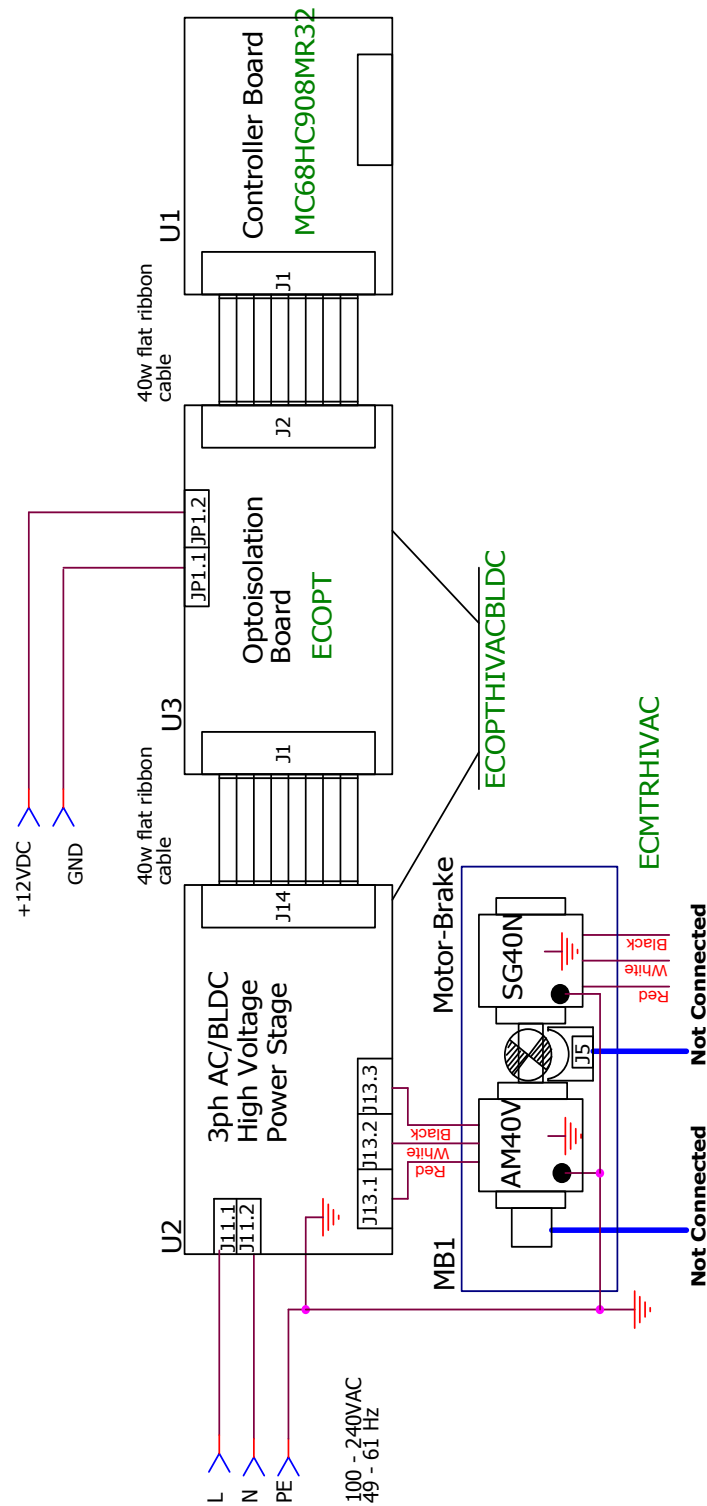 +12VDC
GND
40w flat ribbon
cable
40w flat ribbon
cable
U2
3ph AC/BLDC
High Voltage
Power Stage
J11.1
J11.2
J14
J13.1
J13.2
J13.3
U3
Optoisolation
Board
ECOPT
J1
J2
JP1.1
JP1.2
U1
Controller Board
MC68HC908MR32
J1
L
N
PE
100 - 240VAC
49 - 61 Hz
Red
White
Black
ECOPTHIVACBLDC
MB1
Motor-Brake
AM40V
SG40N
J5
Red
White
Black
ECMTRHIVAC
Not Connected
Not Connected